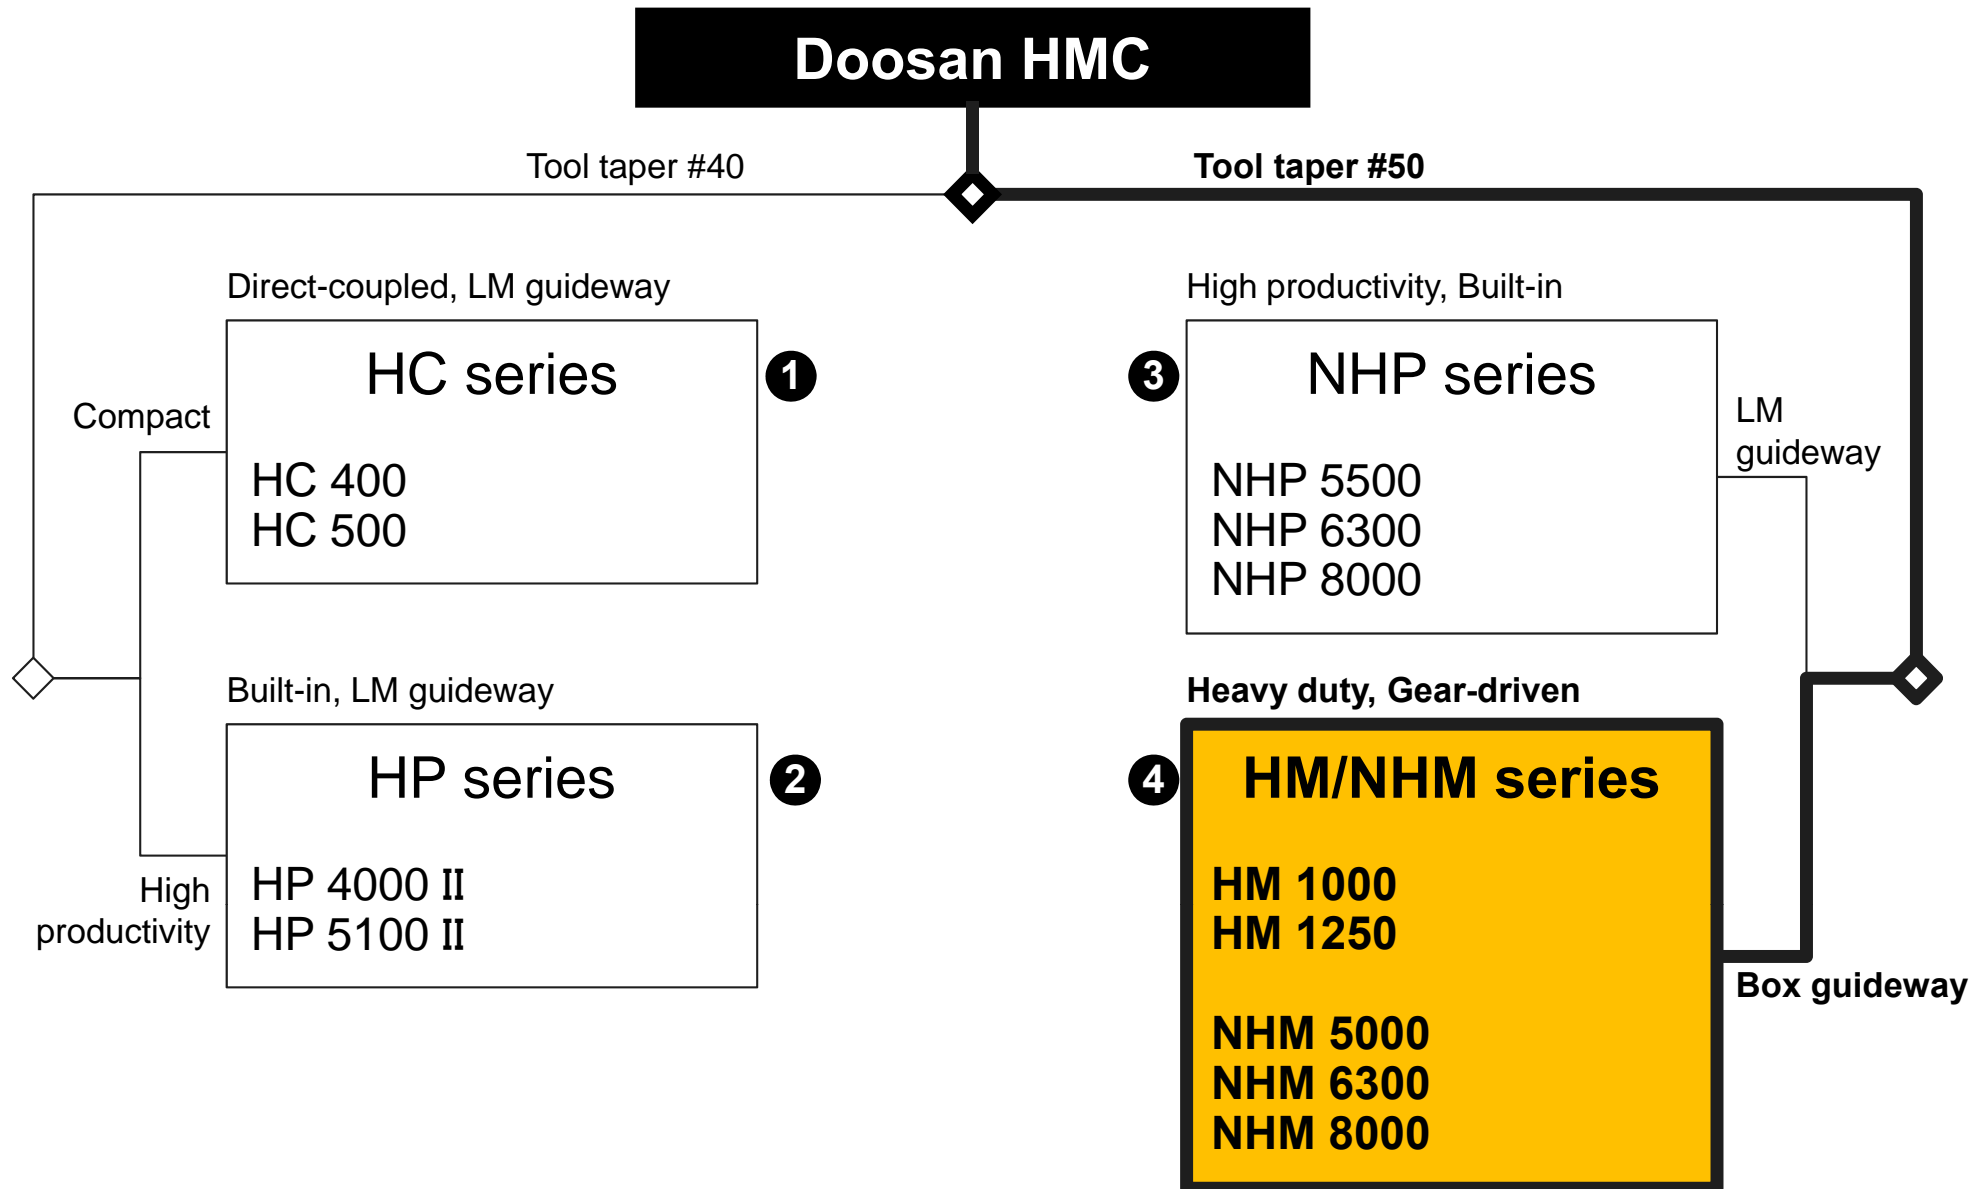 Doosan HMC
Tool taper #40
Tool taper #50
Direct-coupled, LM guideway
HC series
1
Compact
HC 400
HC 500
Built-in, LM guideway
HP series
2
High
productivity
HP 4000 II
HP 5100 II
High productivity, Built-in
3
NHP series
LM
guideway
NHP 5500
NHP 6300
NHP 8000
Heavy duty, Gear-driven
4
HM/NHM series
HM 1000
HM 1250
Box guideway
NHM 5000
NHM 6300
NHM 8000